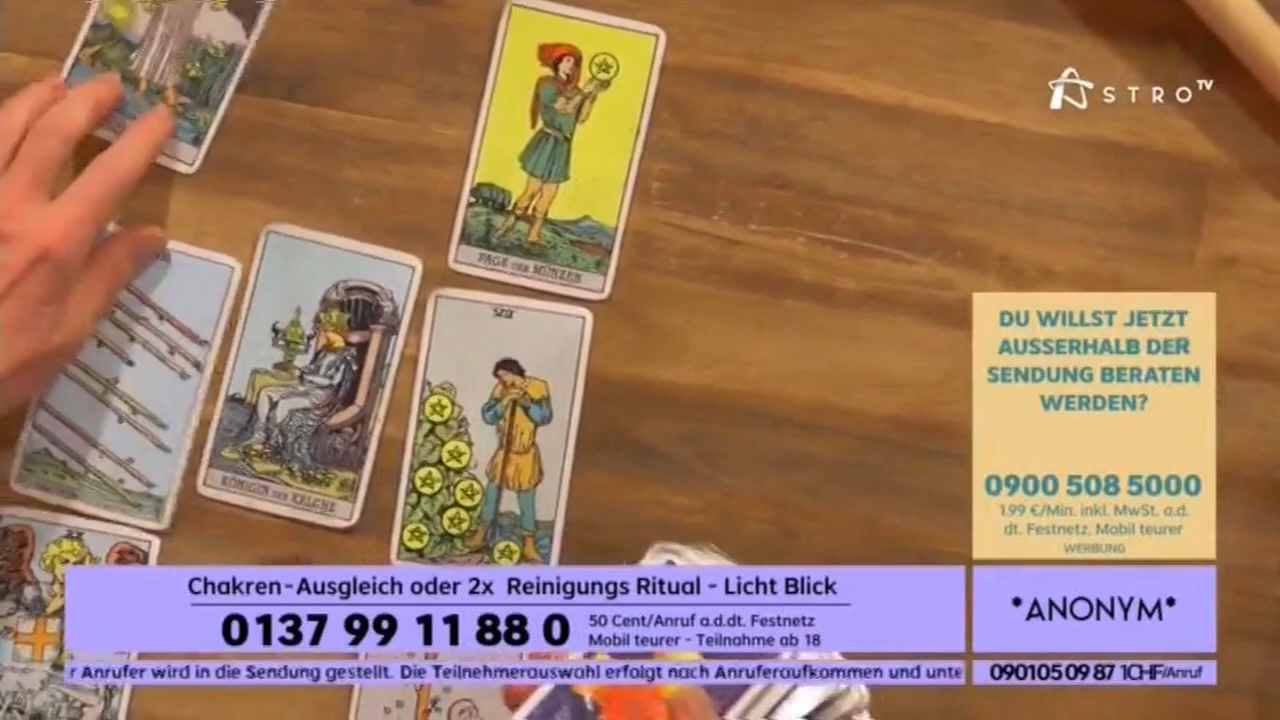 ASTRO TV
PAGE DER MÜNZEN
VII
KÖNIGIN DER KELCHE
DU WILLST JETZT
AUSSERHALB DER
SENDUNG BERATEN
WERDEN?
0900 508 5000
1,99 €/Min. inkl. MwSt. a.d.
dt. Festnetz, Mobil teurer
WERBUNG
Chakren-Ausgleich oder 2x Reinigungs Ritual - Licht Blick
0137 99 11 88 0
50 Cent/Anruf a.d.dt. Festnetz
Mobil teurer - Teilnahme ab 18
*ANONYM*
r Anrufer wird in die Sendung gestellt. Die Teilnehmerauswahl erfolgt nach Anruferaufkommen und unte
090105 09 87 1CHF/Anruf